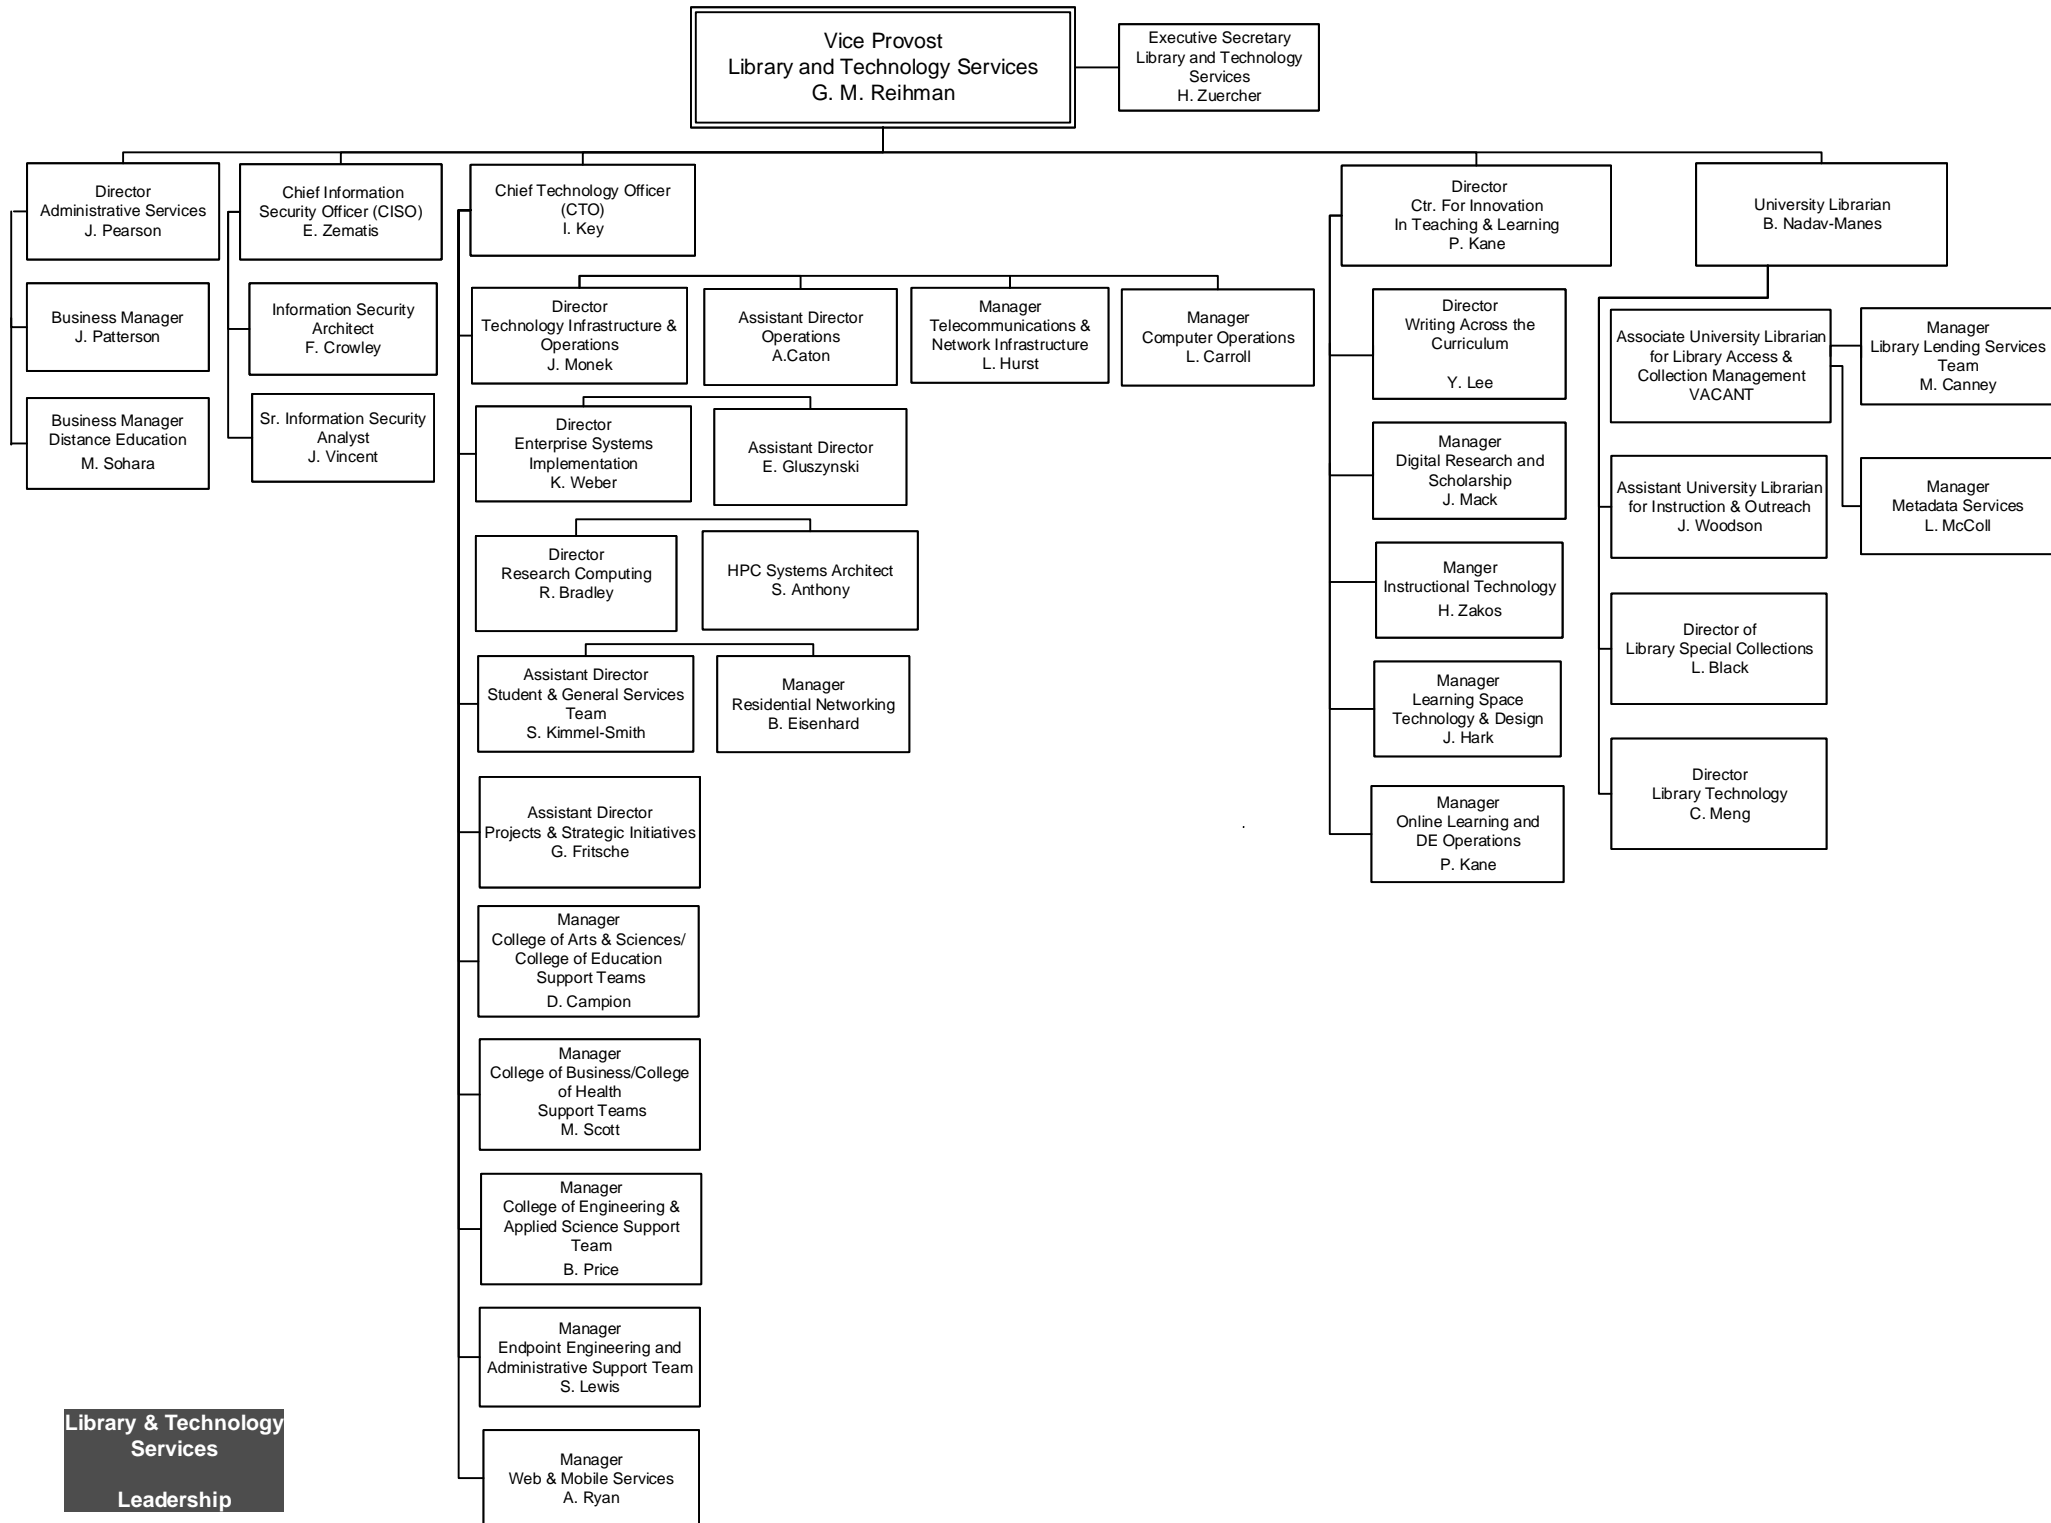 Vice Provost
Library and Technology Services
G. M. Reihman
Executive Secretary
Library and Technology
Services
H. Zuercher
Director
Administrative Services
J. Pearson
Business Manager
J. Patterson
Business Manager
Distance Education
M. Sohara
Chief Information
Security Officer (CISO)
E. Zematis
Information Security
Architect
F. Crowley
Sr. Information Security
Analyst
J. Vincent
Chief Technology Officer
(CTO)
I. Key
Director
Technology Infrastructure &
Operations
J. Monek
Assistant Director
Operations
A.Caton
Manager
Telecommunications &
Network Infrastructure
L. Hurst
Manager
Computer Operations
L. Carroll
Director
Enterprise Systems
Implementation
K. Weber
Assistant Director
E. Gluszynski
Director
Research Computing
R. Bradley
HPC Systems Architect
S. Anthony
Assistant Director
Student & General Services
Team
S. Kimmel-Smith
Manager
Residential Networking
B. Eisenhard
Assistant Director
Projects & Strategic Initiatives
G. Fritsche
Manager
College of Arts & Sciences/
College of Education
Support Teams
D. Campion
Manager
College of Business/College
of Health
Support Teams
M. Scott
Manager
College of Engineering &
Applied Science Support
Team
B. Price
Manager
Endpoint Engineering and
Administrative Support Team
S. Lewis
Manager
Web & Mobile Services
A. Ryan
Director
Ctr. For Innovation
In Teaching & Learning
P. Kane
Director
Writing Across the
Curriculum
Y. Lee
Manager
Digital Research and
Scholarship
J. Mack
Manger
Instructional Technology
H. Zakos
Manager
Learning Space
Technology & Design
J. Hark
Manager
Online Learning and
DE Operations
P. Kane
University Librarian
B. Nadav-Manes
Associate University Librarian
for Library Access &
Collection Management
VACANT
Manager
Library Lending Services
Team
M. Canney
Manager
Metadata Services
L. McColl
Assistant University Librarian
for Instruction & Outreach
J. Woodson
Director of
Library Special Collections
L. Black
Director
Library Technology
C. Meng
.
Library & Technology
Services
Leadership